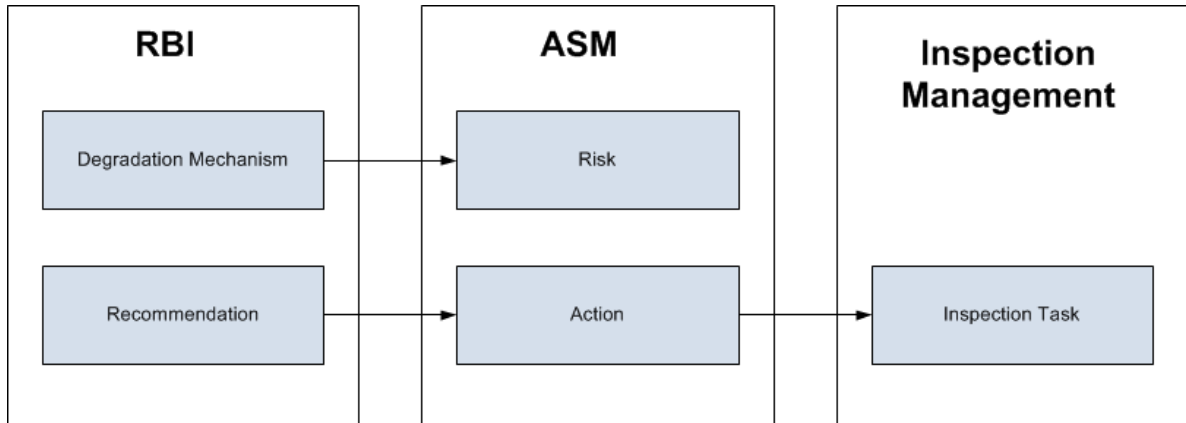 RBI
ASM
Inspection
Management
Degradation Mechanism
Risk
Recommendation
Action
Inspection Task